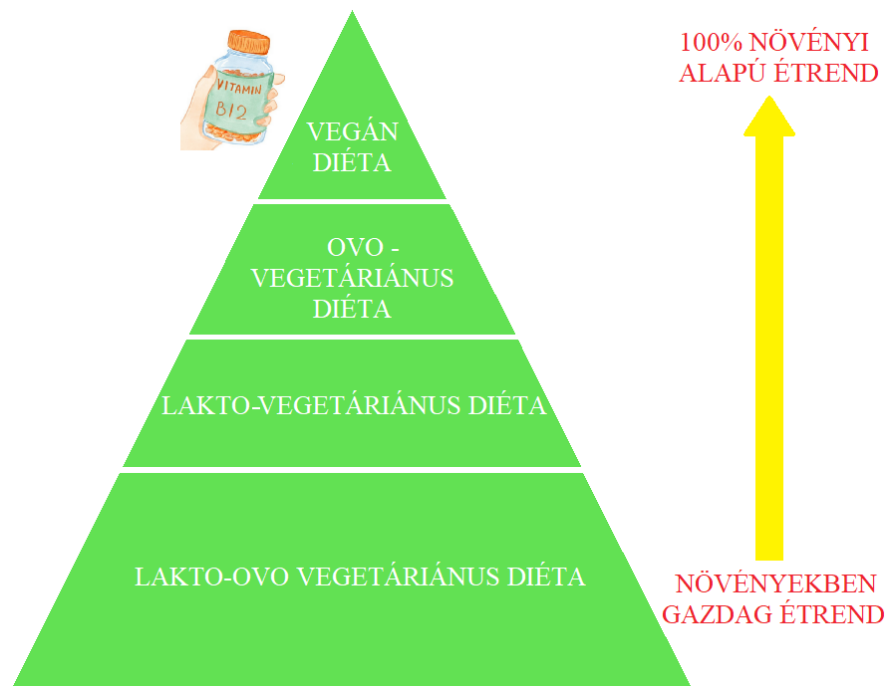 100% NÖVÉNYI
ALAPÚ ÉTREND
VITAMIN
B12
VEGÁN
DIÉTA
OVO -
VEGETÁRIÁNUS
DIÉTA
LAKTO-VEGETÁRIÁNUS DIÉTA
LAKTO-OVO VEGETÁRIÁNUS DIÉTA
NÖVÉNYEKBEN
GAZDAG ÉTREND